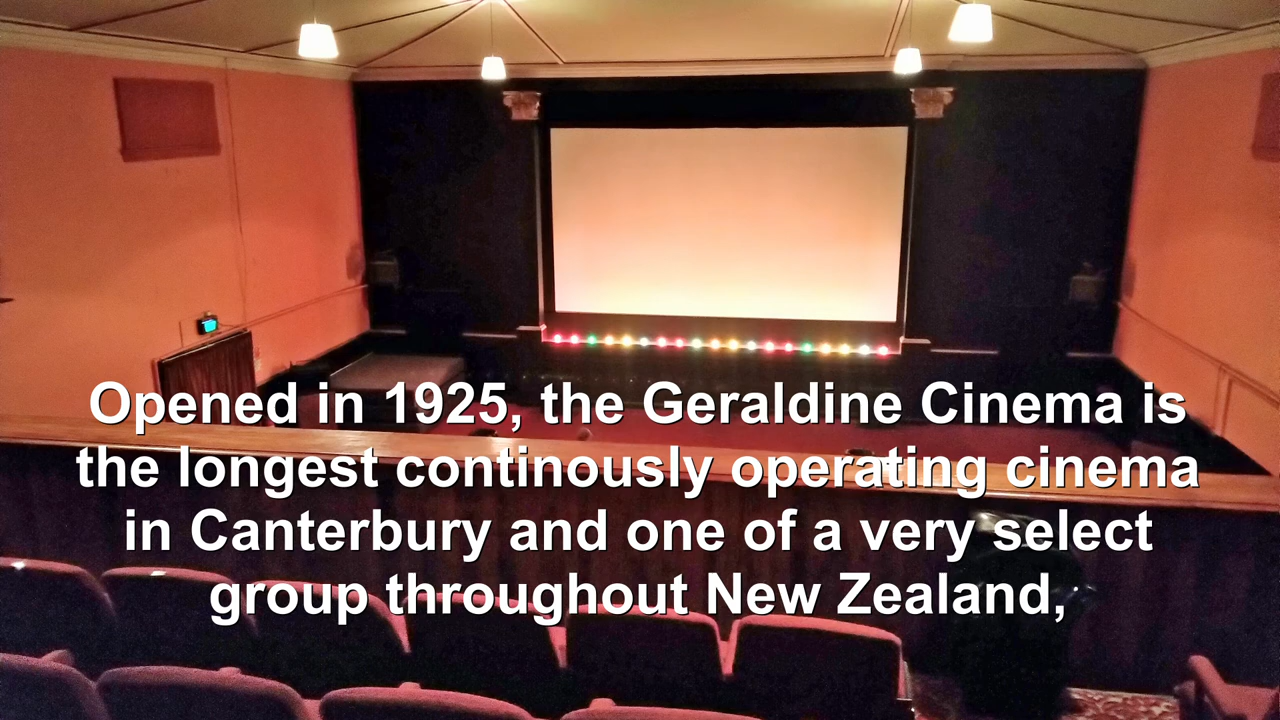 Opened in 1925, the Geraldine Cinema is
the longest continously operating cinema
in Canterbury and one of a very select
group throughout New Zealand,